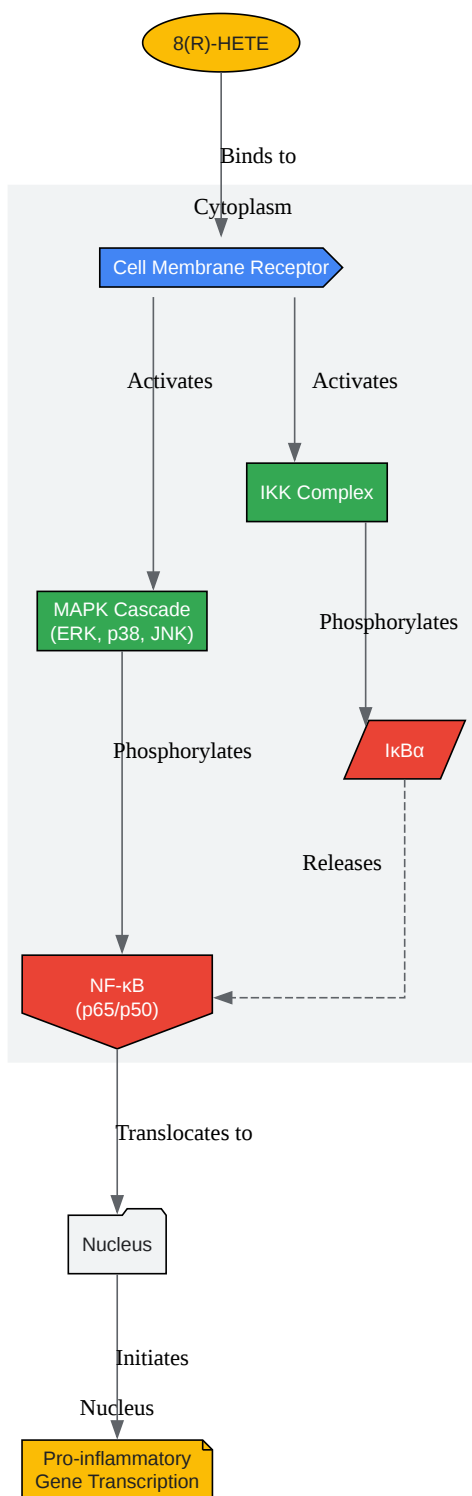 8(R)-HETE
Binds to
Cytoplasm
Cell Membrane Receptor
Activates
Activates
IKK Complex
MAPK Cascade
(ERK, p38, JNK)
Phosphorylates
IκBα
Phosphorylates
Releases
NF-κB
(p65/p50)
Translocates to
Nucleus
Initiates
Nucleus
Pro-inflammatory
Gene Transcription